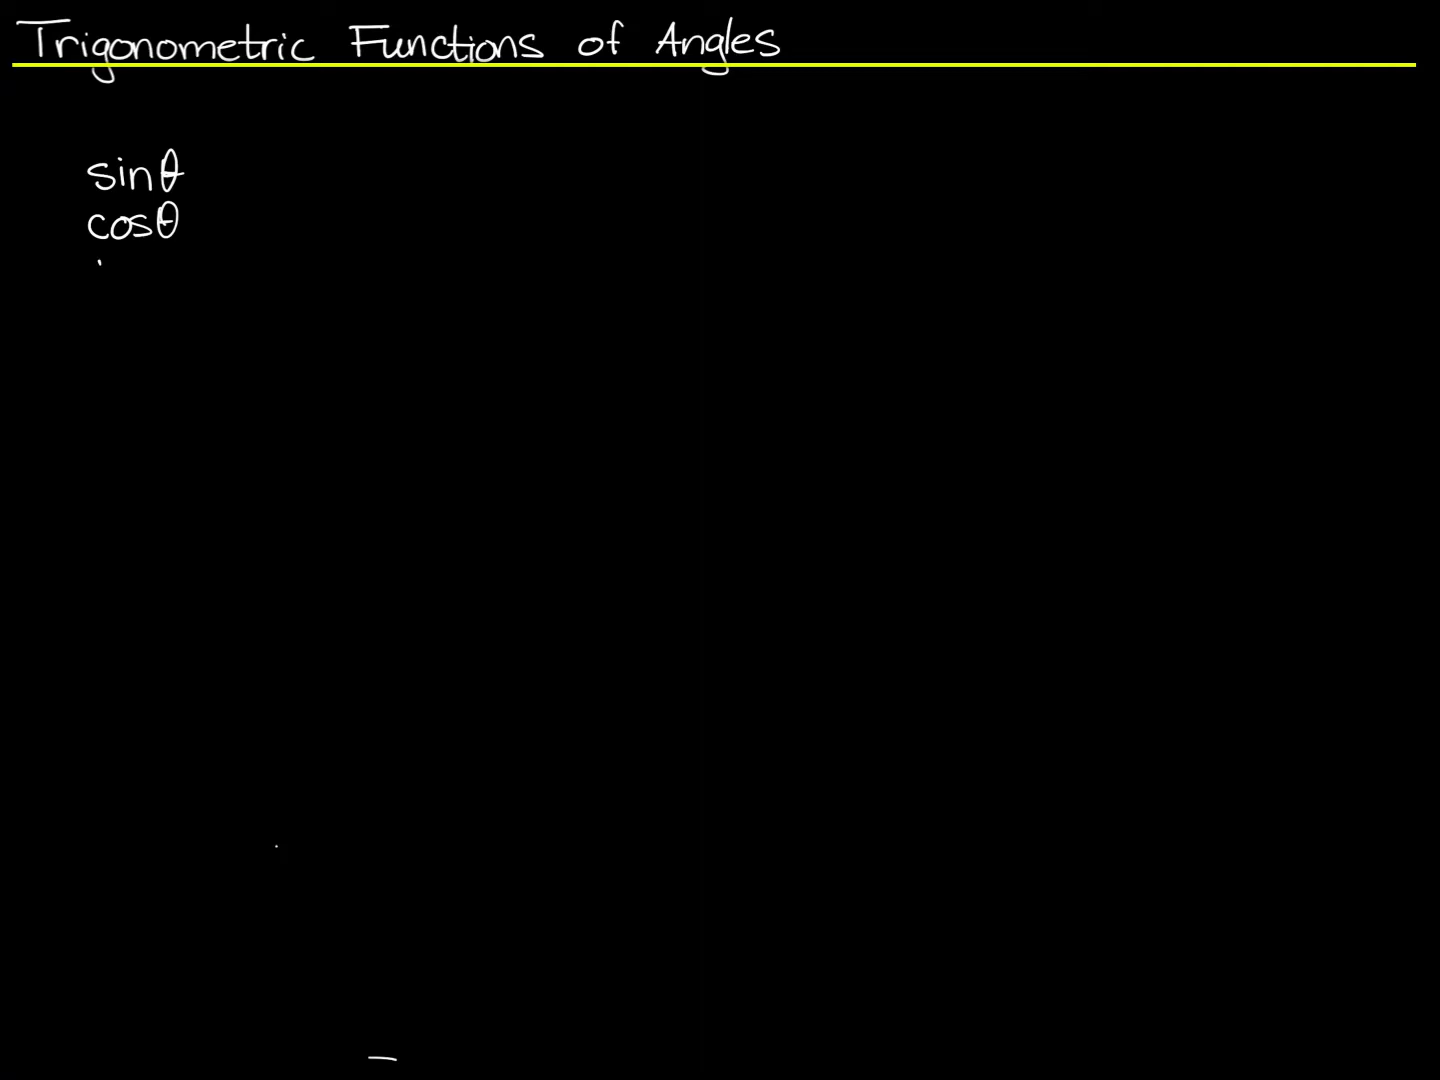 Trigonometric Functions of Angles
sinθ
cosθ